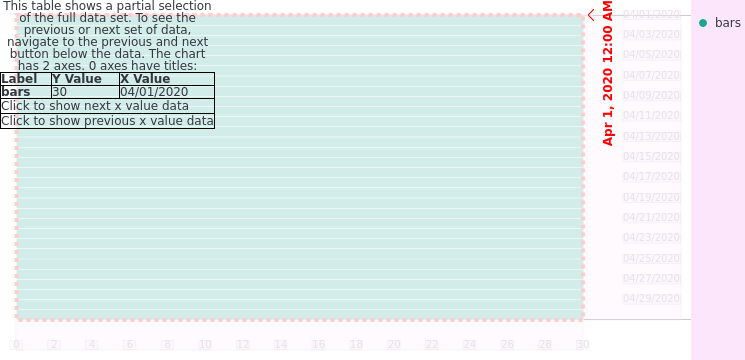 This table shows a partial selection
of the full data set. To see the
previous or next set of data,
navigate to the previous and next
button below the data. The chart
has 2 axes. 0 axes have titles:
Label Y Value X Value
bars 30 04/01/2020
Click to show next x value data
Click to show previous x value data
Apr 1, 2020 12:00 AM
04/01/2020
04/03/2020
04/05/2020
04/07/2020
04/09/2020
04/11/2020
04/13/2020
04/15/2020
04/17/2020
04/19/2020
04/21/2020
04/23/2020
04/25/2020
04/27/2020
04/29/2020
bars
0 2 4 6 8 10 12 14 16 18 20 22 24 26 28 30